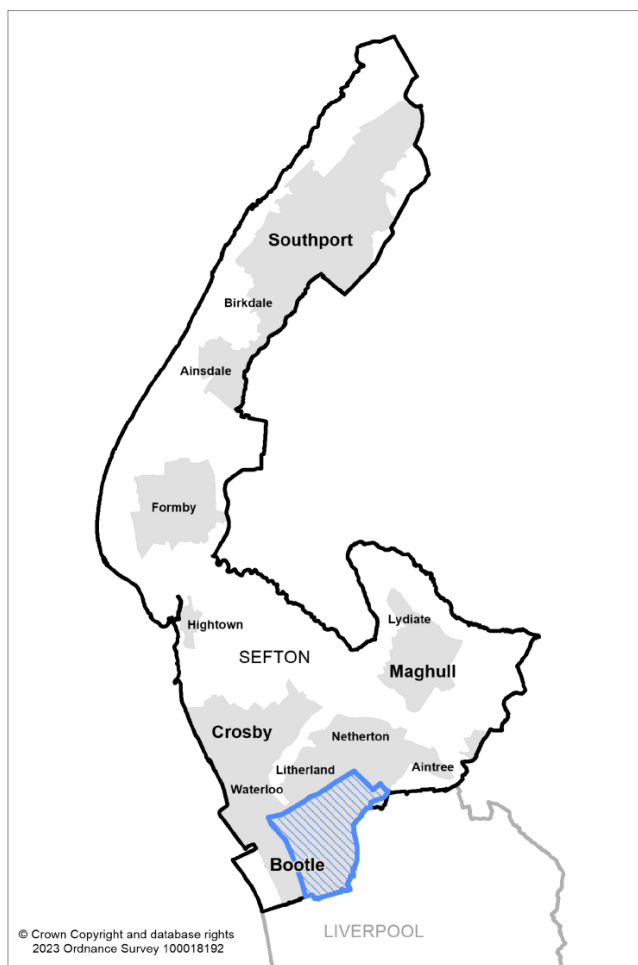 Southport
Birkdale
Ainsdale
Formby
Hightown
Lydiate
SEFTON
Maghull
Crosby
Netherton
Litherland
Aintree
Waterloo
Bootle
© Crown Copyright and database rights
2023 Ordnance Survey 100018192
LIVERPOOL